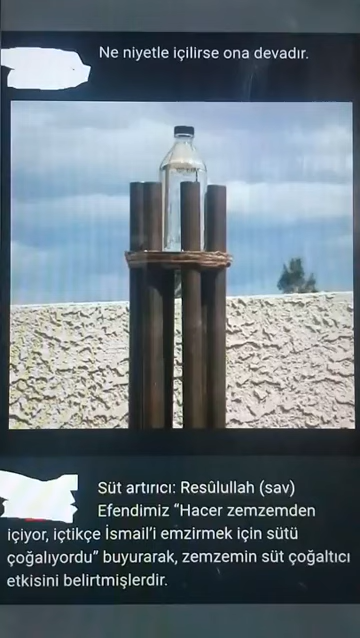 Ne niyetle içilirse ona devadır.
Süt artırıcı: Resûlullah (sav)
Efendimiz “Hacer zemzemden
içiyor, içtikçe İsmail’i emzirmek için sütü
çoğalıyordu” buyurarak, zemzemin süt çoğaltıcı
etkisini belirtmişlerdir.